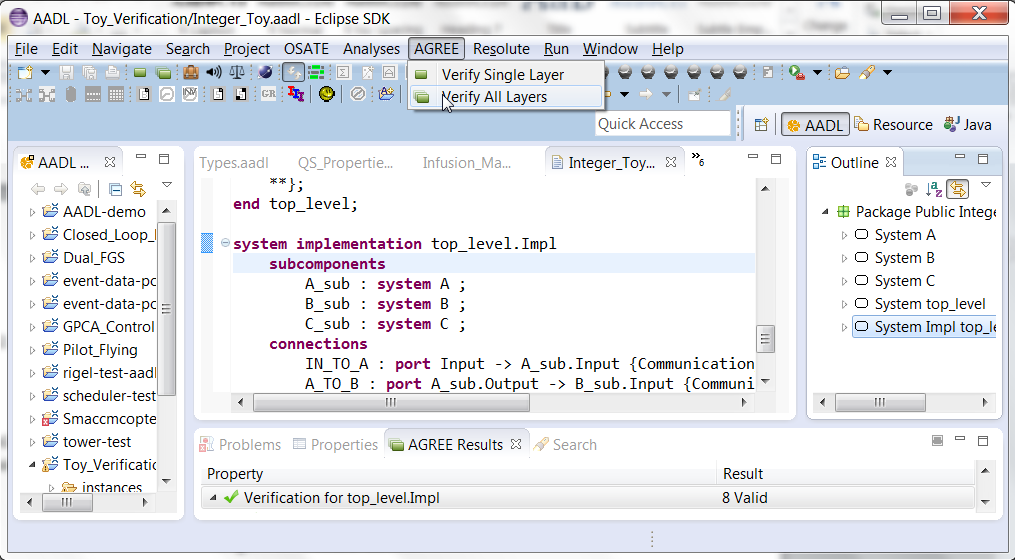 AADL - Toy_Verification/Integer_Toy.aadl - Eclipse SDK
File Edit Navigate Search Project OSATE Analyses AGREE Resolute Run Window Help
Verify Single Layer
Verify All Layers
Quick Access
AADL Resource Java
AADL ...
Types.aadl QS_Propertie... Infusion_Ma... Integer_Toy... »6
Outline
AADL-demo
Closed_Loop_
Dual_FGS
event-data-pc
event-data-pc
GPCA_Control
Pilot_Flying
rigel-test-aadl
scheduler-test
Smaccmcopte
tower-test
Toy_Verificatic
instances
**};
end top_level;
system implementation top_level.Impl
subcomponents
A_sub : system A ;
B_sub : system B ;
C_sub : system C ;
connections
IN_TO_A : port Input -> A_sub.Input {Communication
A_TO_B : port A_sub.Output -> B_sub.Input {Communi
Package Public Intege
System A
System B
System C
System top_level
System Impl top_le
Problems Properties AGREE Results Search
Property Result
Verification for top_level.Impl 8 Valid